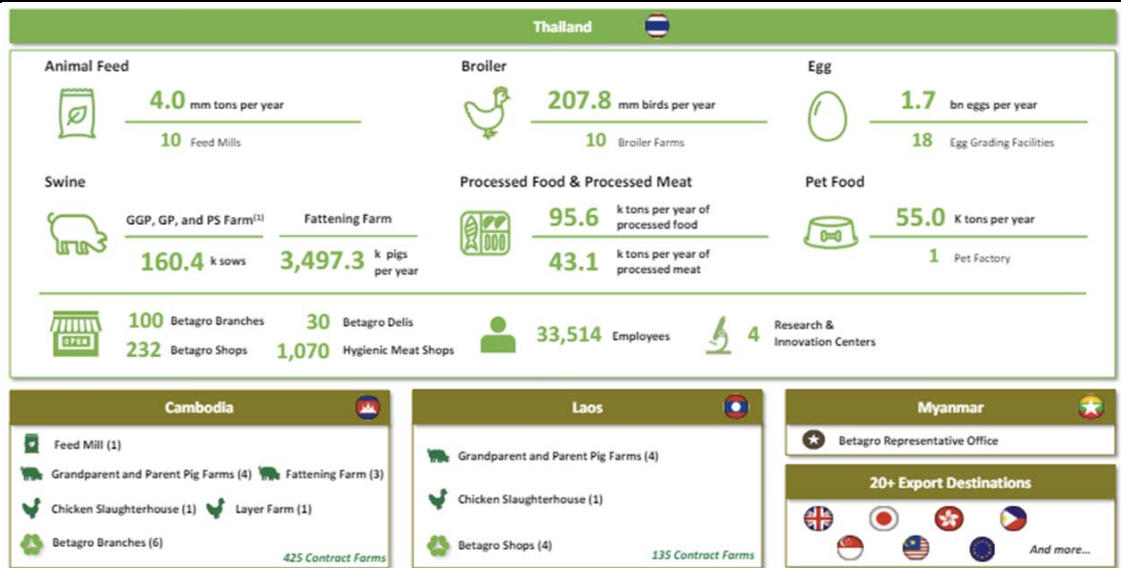 Thailand
Animal Feed
4.0 mm tons per year
10 Feed Mills
Broiler
207.8 mm birds per year
10 Broiler Farms
Egg
1.7 bn eggs per year
18 Egg Grading Facilities
Swine
GGP, GP, and PS Farm(1)
160.4 k sows
Fattening Farm
3,497.3 k pigs
per year
Processed Food & Processed Meat
95.6 k tons per year of
processed food
43.1 k tons per year of
processed meat
Pet Food
55.0 K tons per year
1 Pet Factory
OPEN
100 Betagro Branches
232 Betagro Shops
30 Betagro Delis
1,070 Hygienic Meat Shops
33,514 Employees
4 Research &
Innovation Centers
Cambodia
Feed Mill (1)
Grandparent and Parent Pig Farms (4) Fattening Farm (3)
Chicken Slaughterhouse (1) Layer Farm (1)
Betagro Branches (6)
425 Contract Farms
Laos
Grandparent and Parent Pig Farms (4)
Chicken Slaughterhouse (1)
Betagro Shops (4)
135 Contract Farms
Myanmar
Betagro Representative Office
20+ Export Destinations
And more...